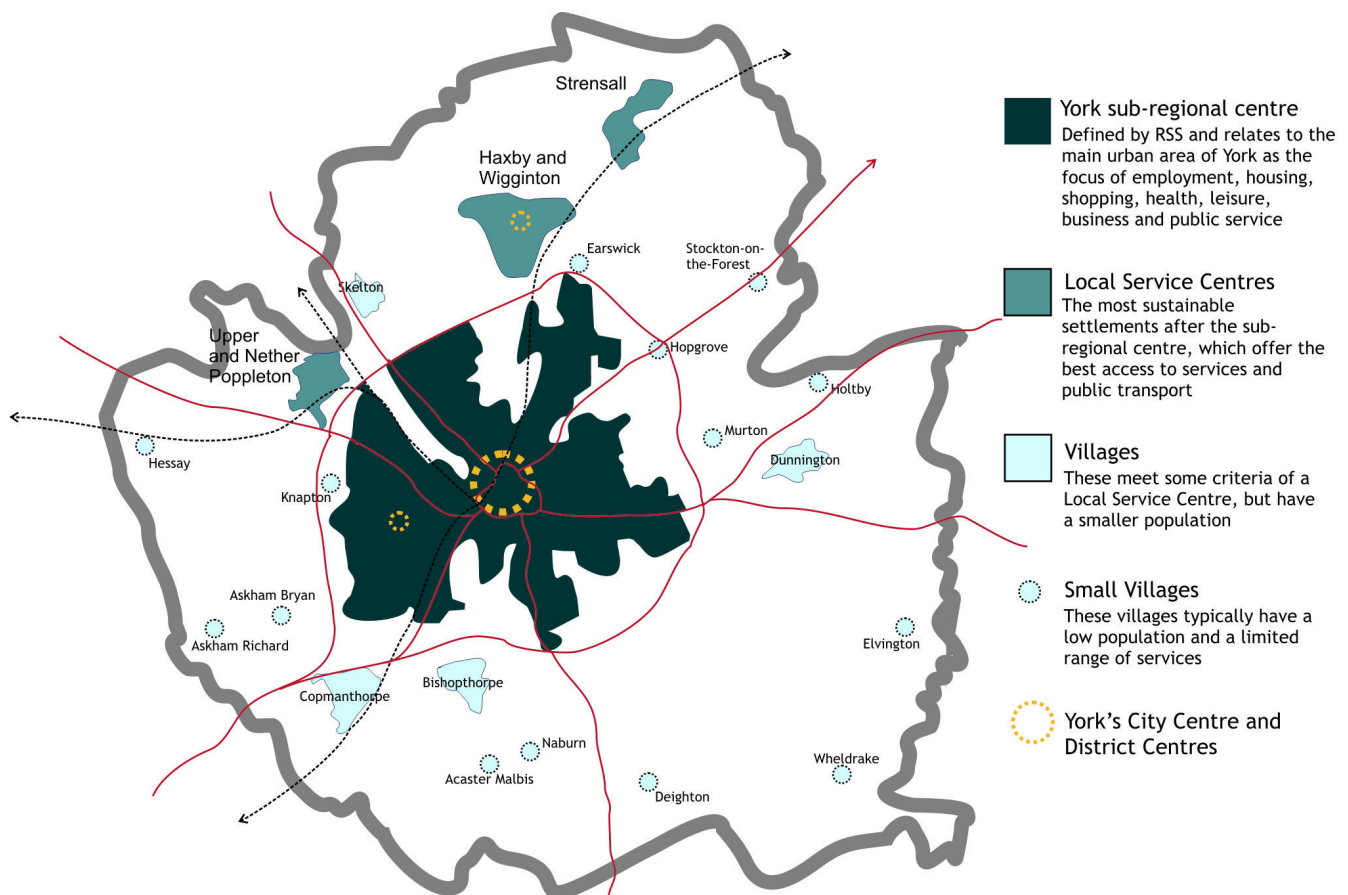 Strensall
Haxby and
Wigginton
Earswick
Stockton-on-
the-Forest
Skelton
Upper
and Nether
Poppleton
Hopgrove
Holtby
Murton
Dunnington
Hessay
Knapton
Askham Bryan
Askham Richard
Elvington
Copmanthorpe
Bishopthorpe
Naburn
Acaster Malbis
Deighton
Wheldrake
York sub-regional centre
Defined by RSS and relates to the
main urban area of York as the
focus of employment, housing,
shopping, health, leisure,
business and public service
Local Service Centres
The most sustainable
settlements after the sub-
regional centre, which offer the
best access to services and
public transport
Villages
These meet some criteria of a
Local Service Centre, but have
a smaller population
Small Villages
These villages typically have a
low population and a limited
range of services
York's City Centre and
District Centres